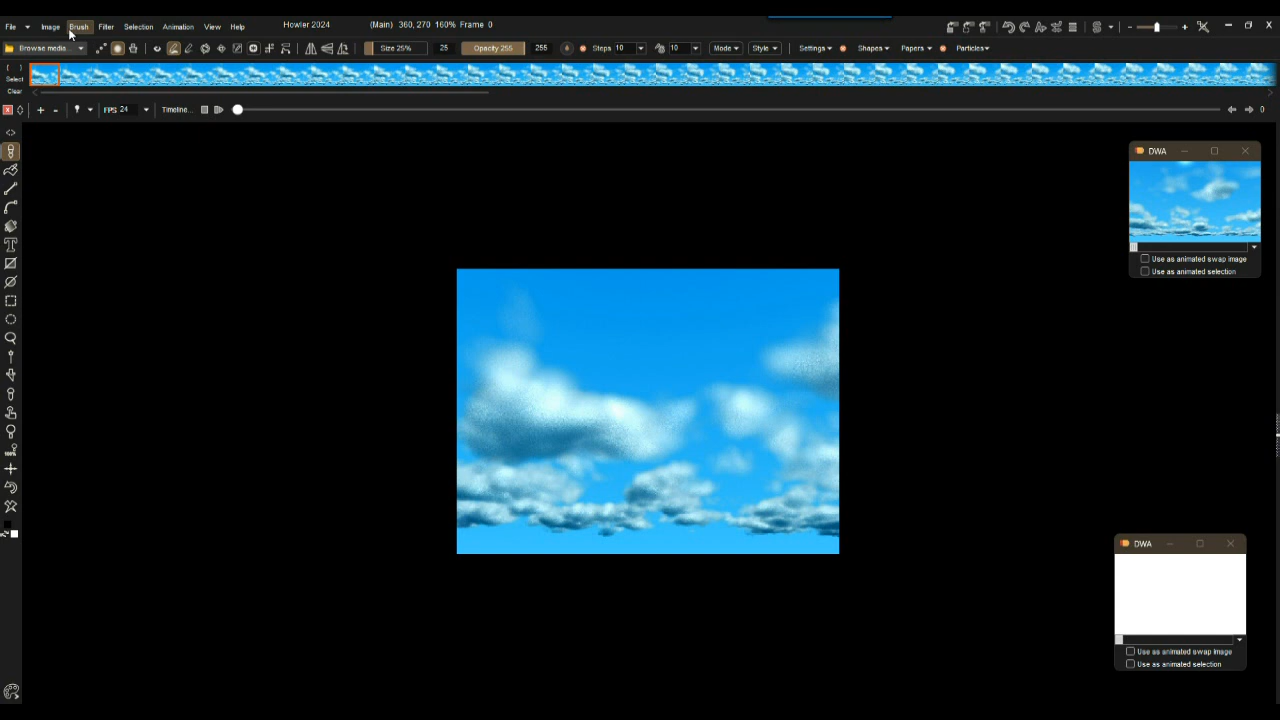 File Image Brush Filter Selection Animation View Help Howler 2024 (Main) 360, 270 160% Frame 0
Browse media... Size 25% 25 Opacity 255 255 Steps 10 10 Mode Style Settings Shapes Papers Particles
Select
Clear
FPS 24 Timeline... 0
DWA
Use as animated swap image
Use as animated selection
100%
DWA
Use as animated swap image
Use as animated selection